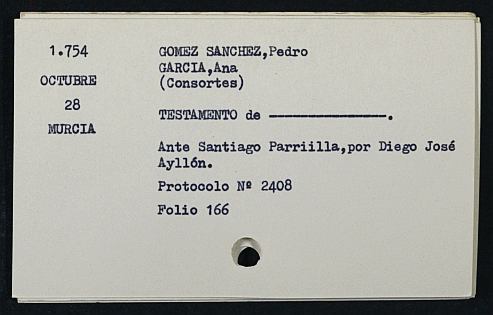 1.754
OCTUBRE
28
MURCIA
GOMEZ SANCHEZ,Pedro
GARCIA,Ana
(Consortes)
TESTAMENTO de ----------------.
Ante Santiago Parriilla,por Diego José
Ayllón.
Protocolo Nº 2408
Folio 166